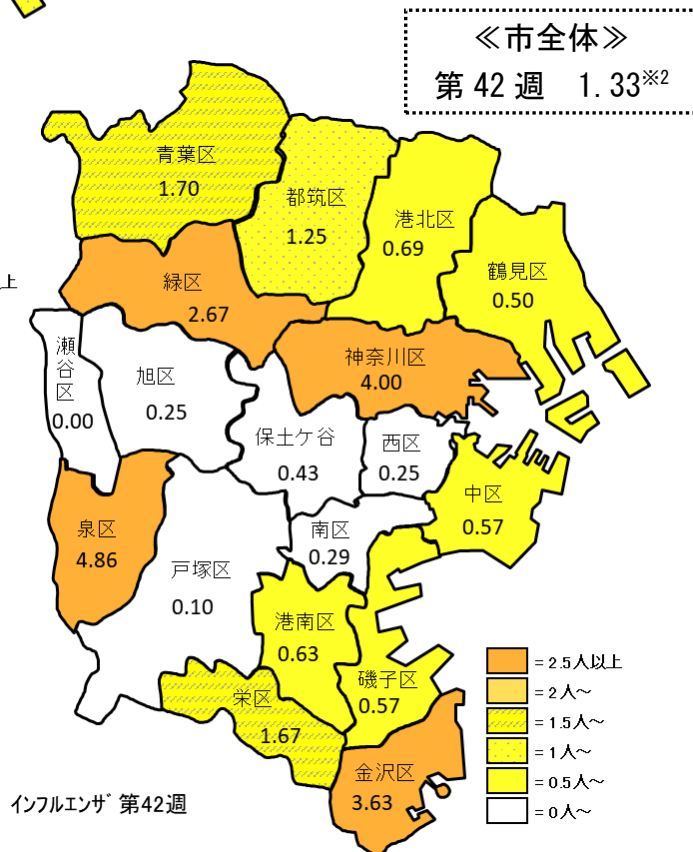 ≪市全体≫
第42週 1.33※2
青葉区
1.70
都筑区
1.25
港北区
0.69
鶴見区
0.50
上
緑区
2.67
神奈川区
4.00
瀬谷区
0.00
旭区
0.25
保土ケ谷
0.43
西区
0.25
中区
0.57
泉区
4.86
南区
0.29
戸塚区
0.10
港南区
0.63
磯子区
0.57
栄区
1.67
金沢区
3.63
=2.5人以上
=2人～
=1.5人～
=1人～
=0.5人～
=0人～
インフルエンザ 第42週